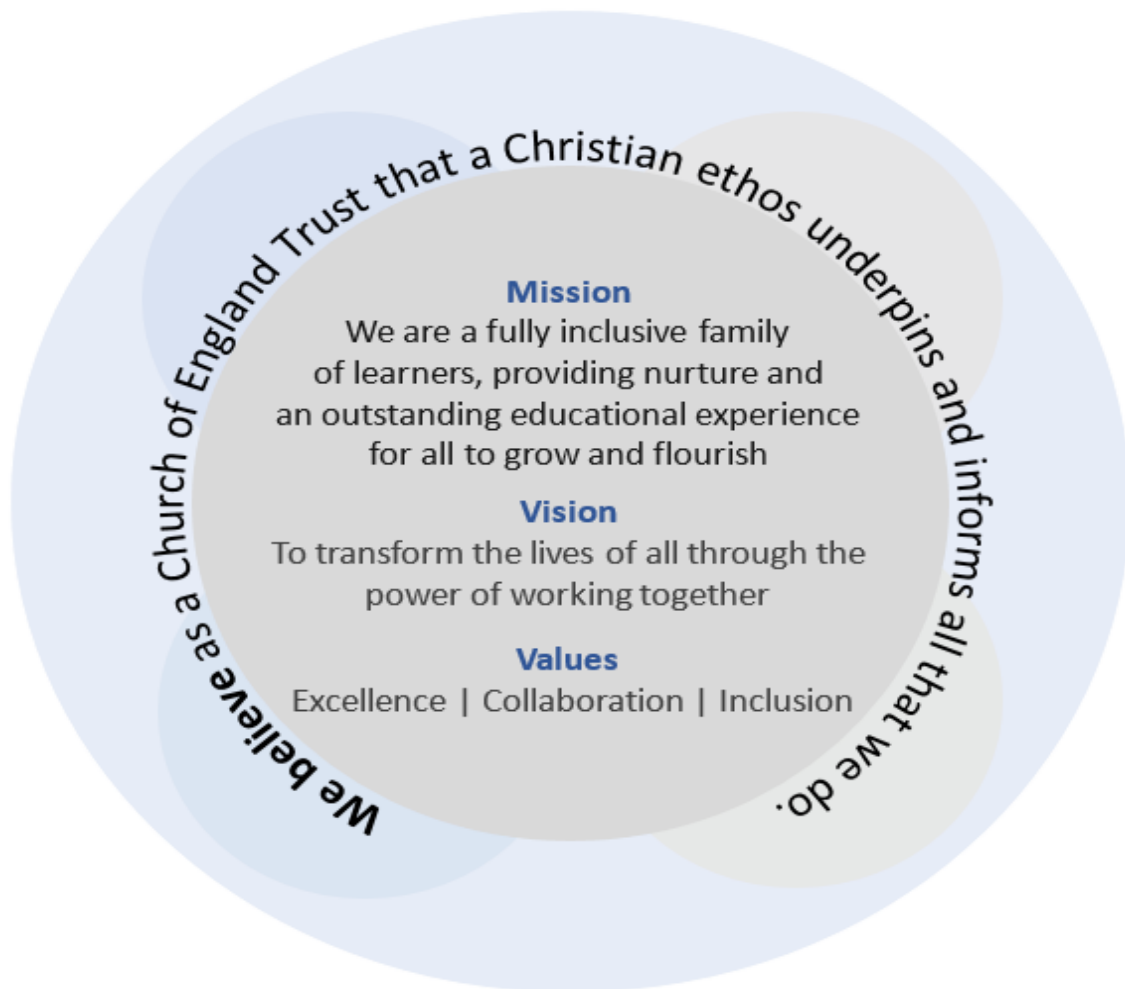 We believe as a Church of England Trust that a Christian ethos underpins and informs all that we do.
Mission
We are a fully inclusive family
of learners, providing nurture and
an outstanding educational experience
for all to grow and flourish
Vision
To transform the lives of all through the
power of working together
Values
Excellence | Collaboration | Inclusion